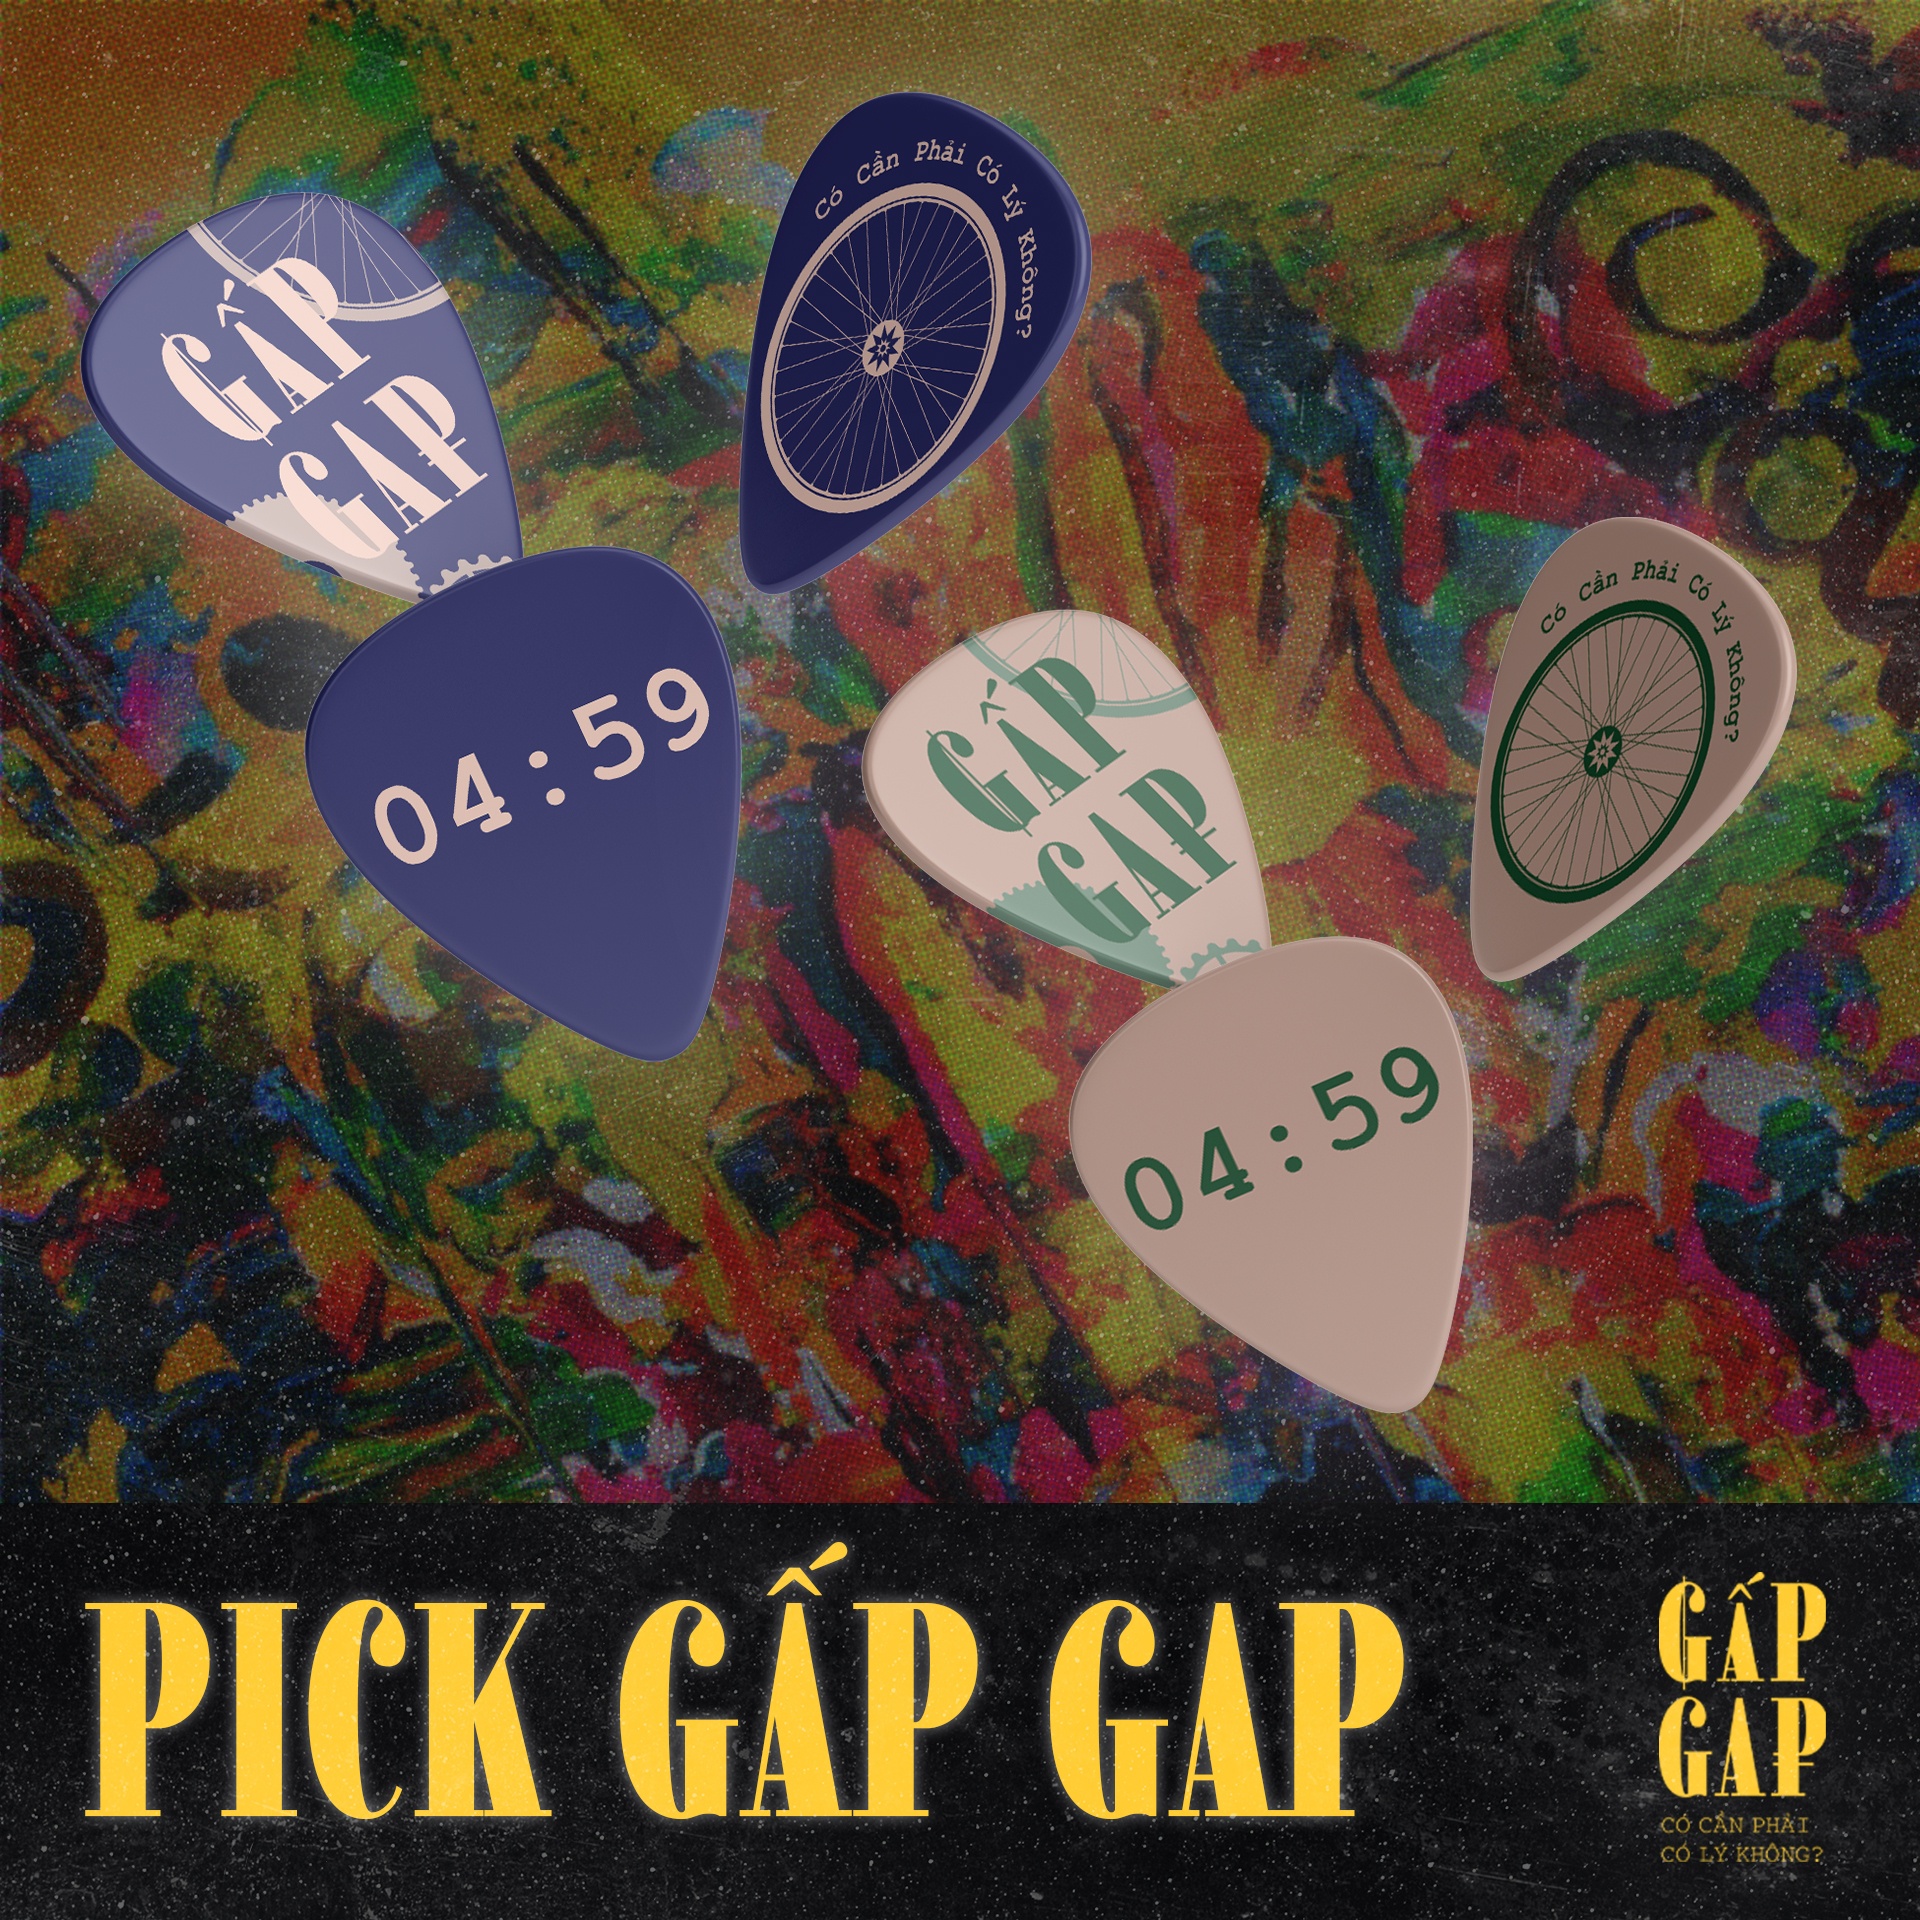 Có Cần Phải Có Lý Không?
GẤP
GAP
04:59
Có Cần Phải Có Lý Không?
GẤP
GAP
04:59
PICK GẤP GAP
GẤP
GAP
CÓ CẦN PHẢI
CÓ LÝ KHÔNG?